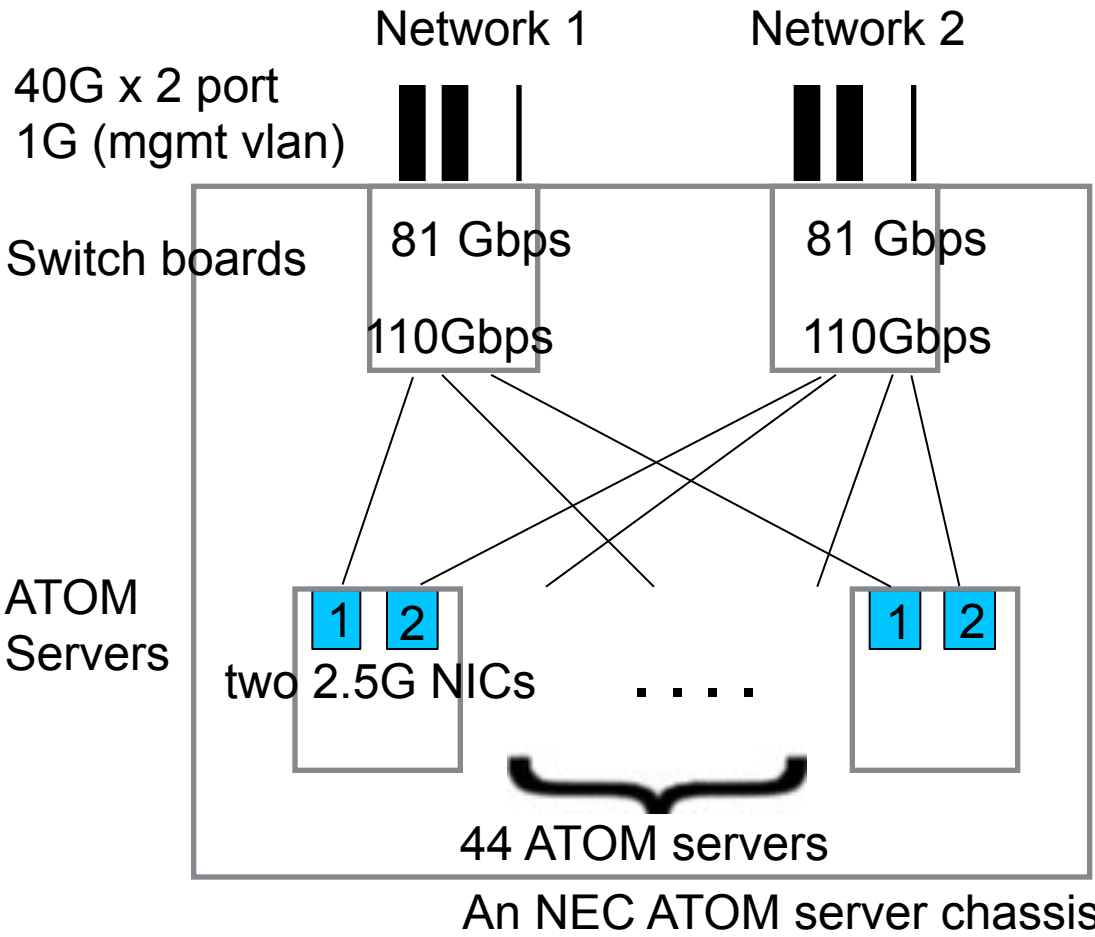 Network 1
Network 2
40G x 2 port
1G (mgmt vlan)
Switch boards
81 Gbps
81 Gbps
110Gbps
110Gbps
ATOM
Servers
1
2
1
2
two 2.5G NICs
. . . .
44 ATOM servers
An NEC ATOM server chassis